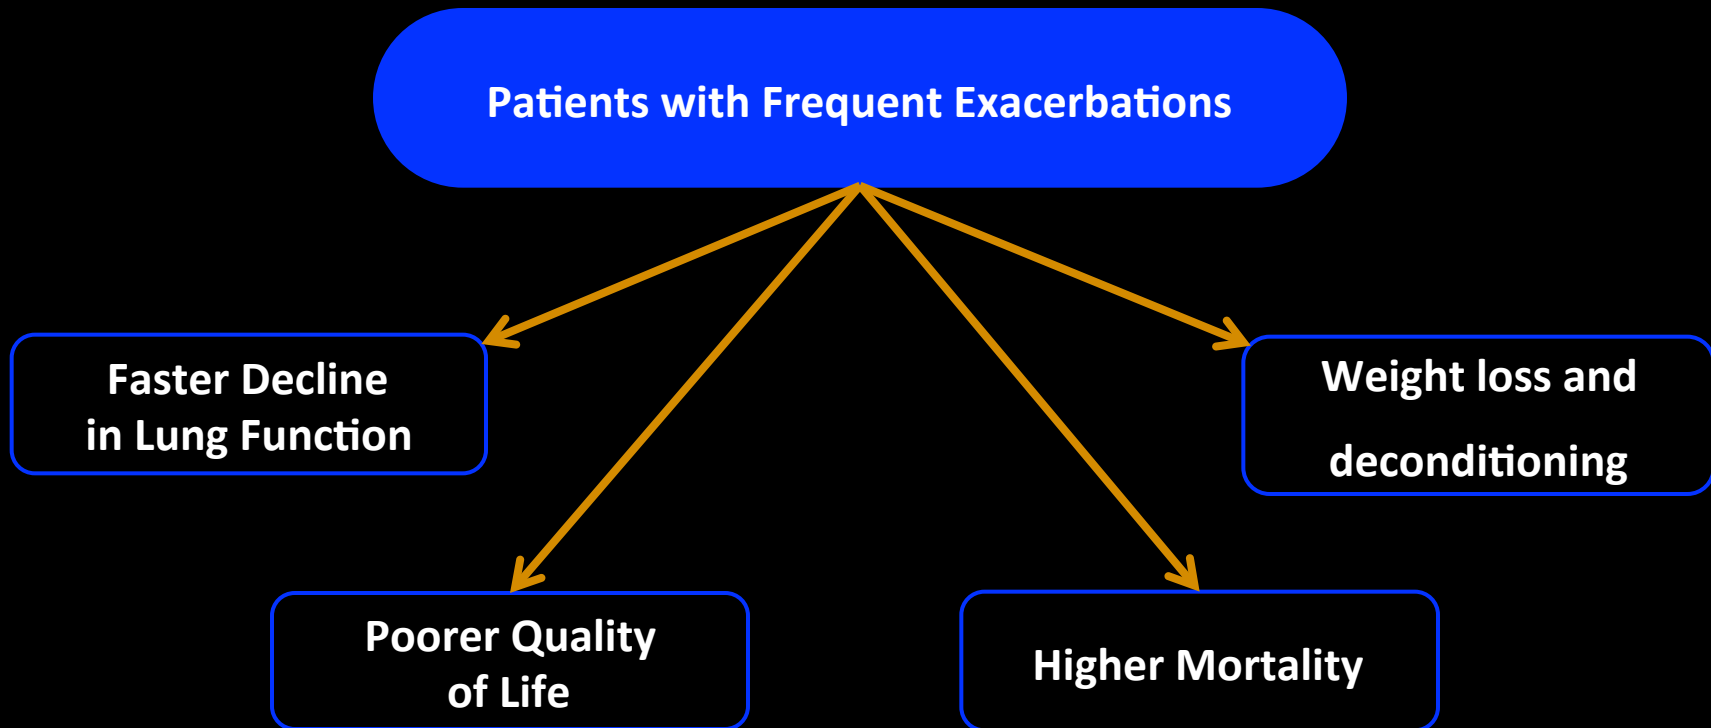 Patients with Frequent Exacerbations
Faster Decline
in Lung Function
Weight loss and
deconditioning
Poorer Quality
of Life
Higher Mortality